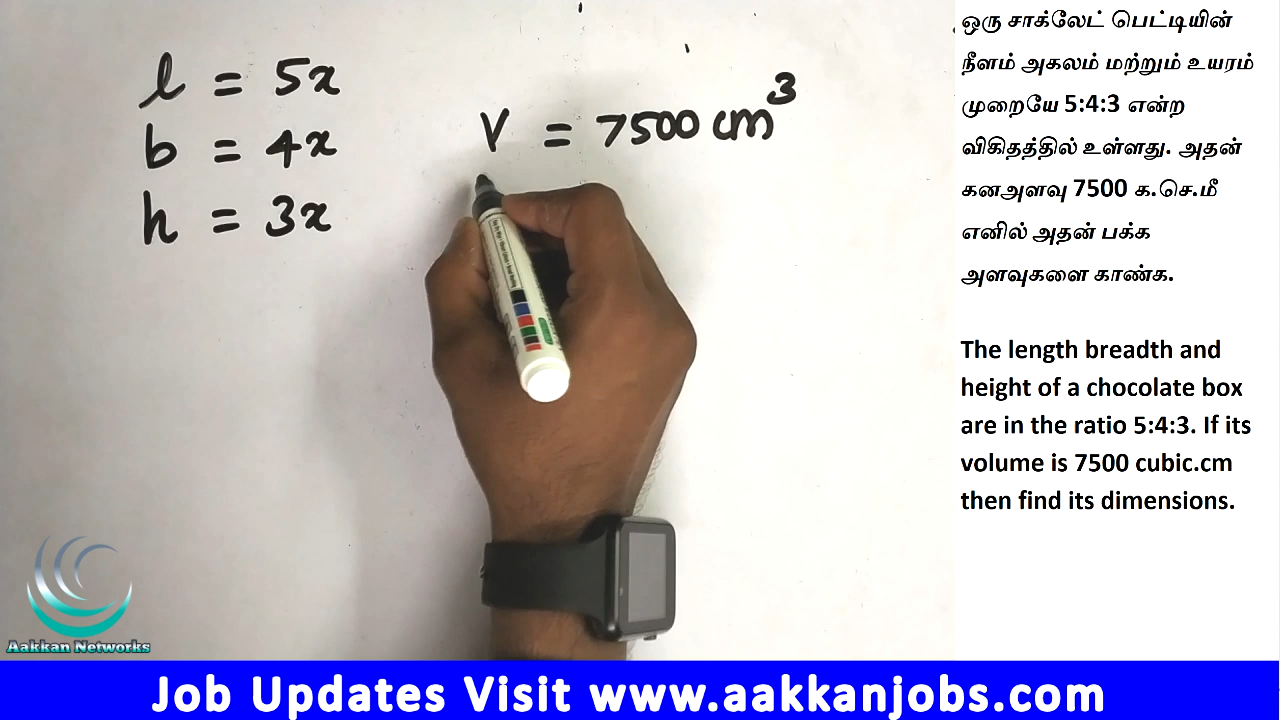 l = 5x
b = 4x
h = 3x
V = 7500 cm³
ஒரு சாக்லேட் பெட்டியின்
நீளம் அகலம் மற்றும் உயரம்
முறையே 5:4:3 என்ற
விகிதத்தில் உள்ளது. அதன்
கனஅளவு 7500 க.செ.மீ
எனில் அதன் பக்க
அளவுகளை காண்க.
The length breadth and
height of a chocolate box
are in the ratio 5:4:3. If its
volume is 7500 cubic.cm
then find its dimensions.
Aakkan Networks
Job Updates Visit www.aakkanjobs.com